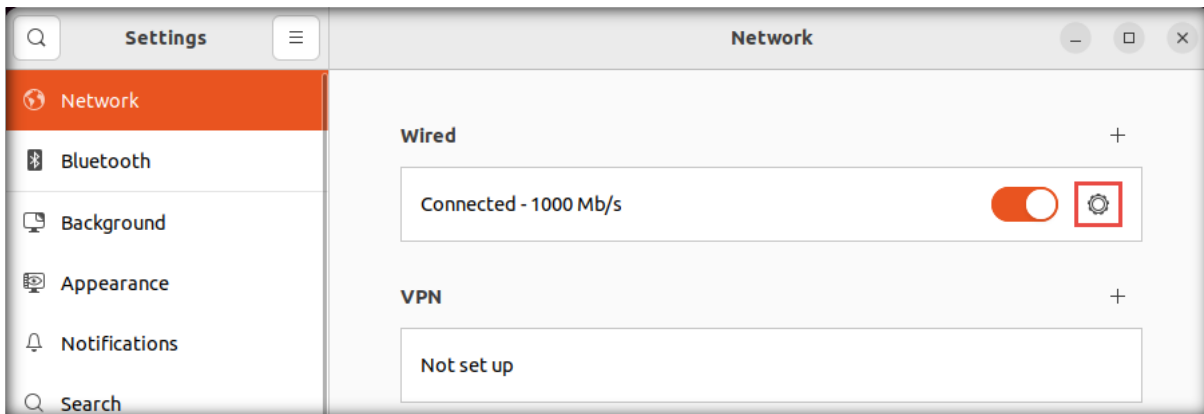 Settings
Network
Network
Bluetooth
Background
Appearance
Notifications
Search
Wired
Connected - 1000 Mb/s
VPN
Not set up